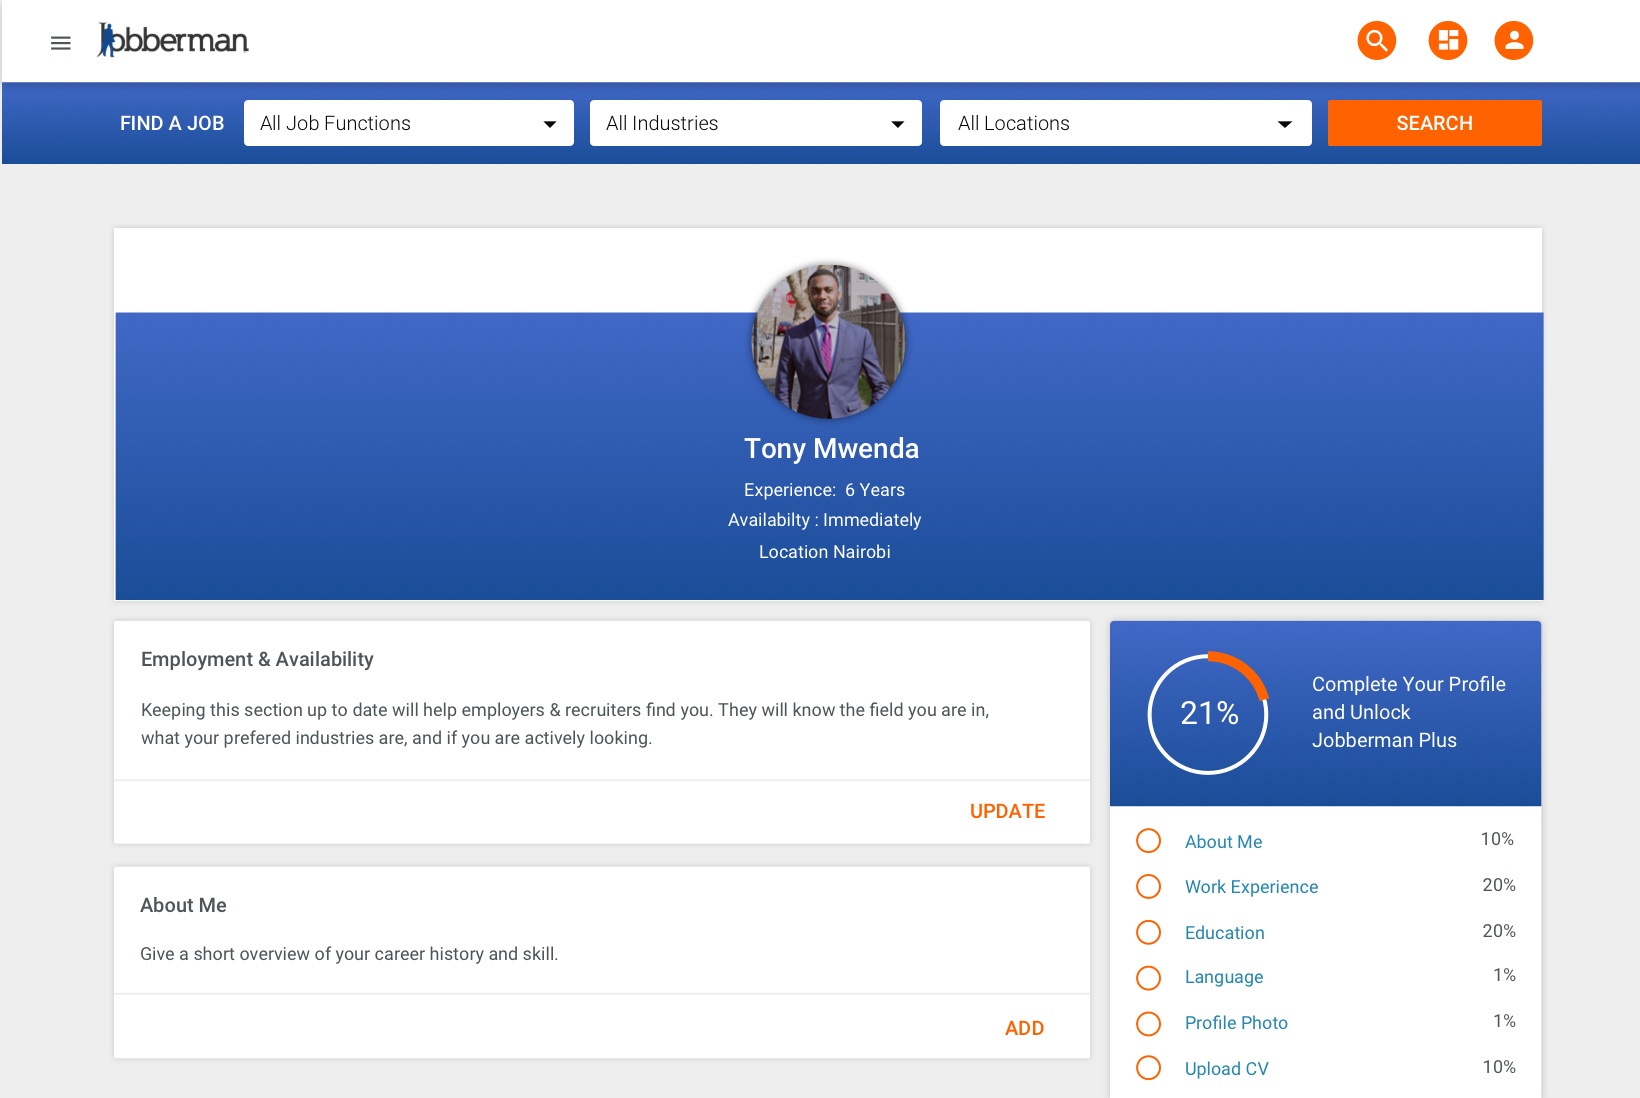 Jobberman
FIND A JOB
All Job Functions
All Industries
All Locations
SEARCH
Tony Mwenda
Experience:  6 Years
Availabilty : Immediately
Location Nairobi
Employment & Availability
Keeping this section up to date will help employers & recruiters find you. They will know the field you are in,
what your prefered industries are, and if you are actively looking.
UPDATE
About Me
Give a short overview of your career history and skill.
ADD
21%
Complete Your Profile
and Unlock
Jobberman Plus
About Me 10%
Work Experience 20%
Education 20%
Language 1%
Profile Photo 1%
Upload CV 10%